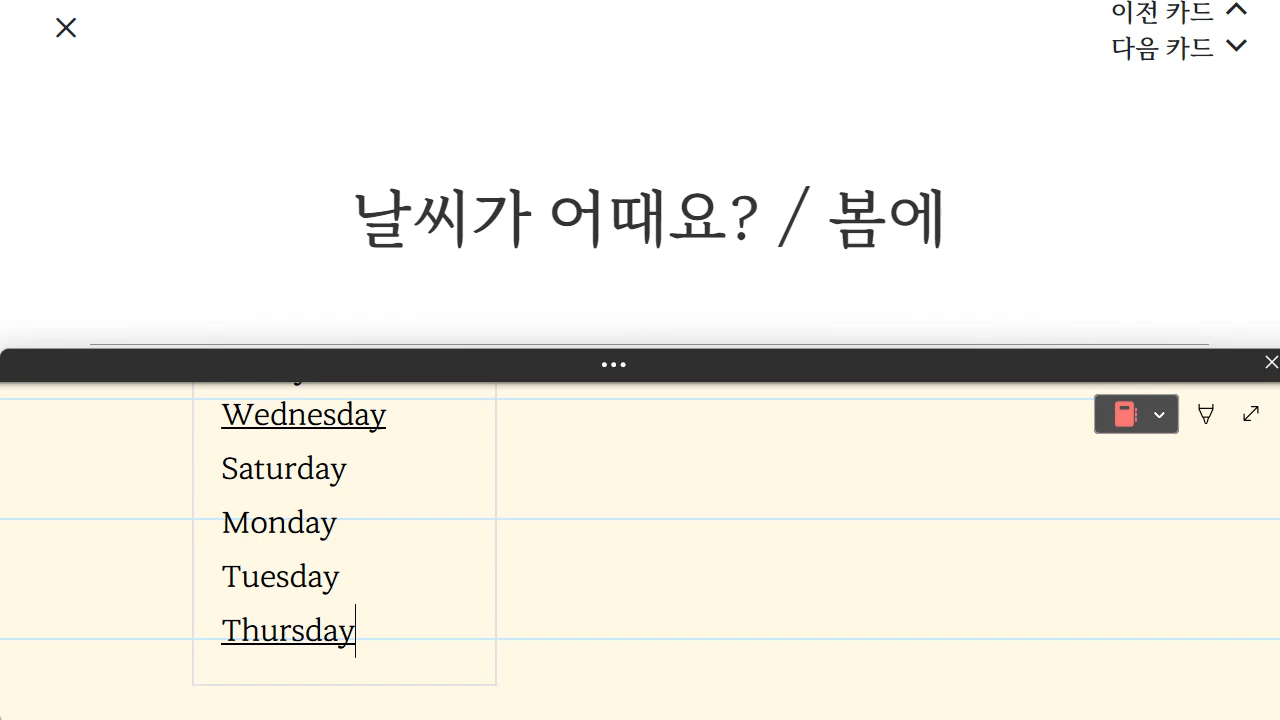 이전 카드
다음 카드
날씨가 어때요? / 봄에
Wednesday
Saturday
Monday
Tuesday
Thursday